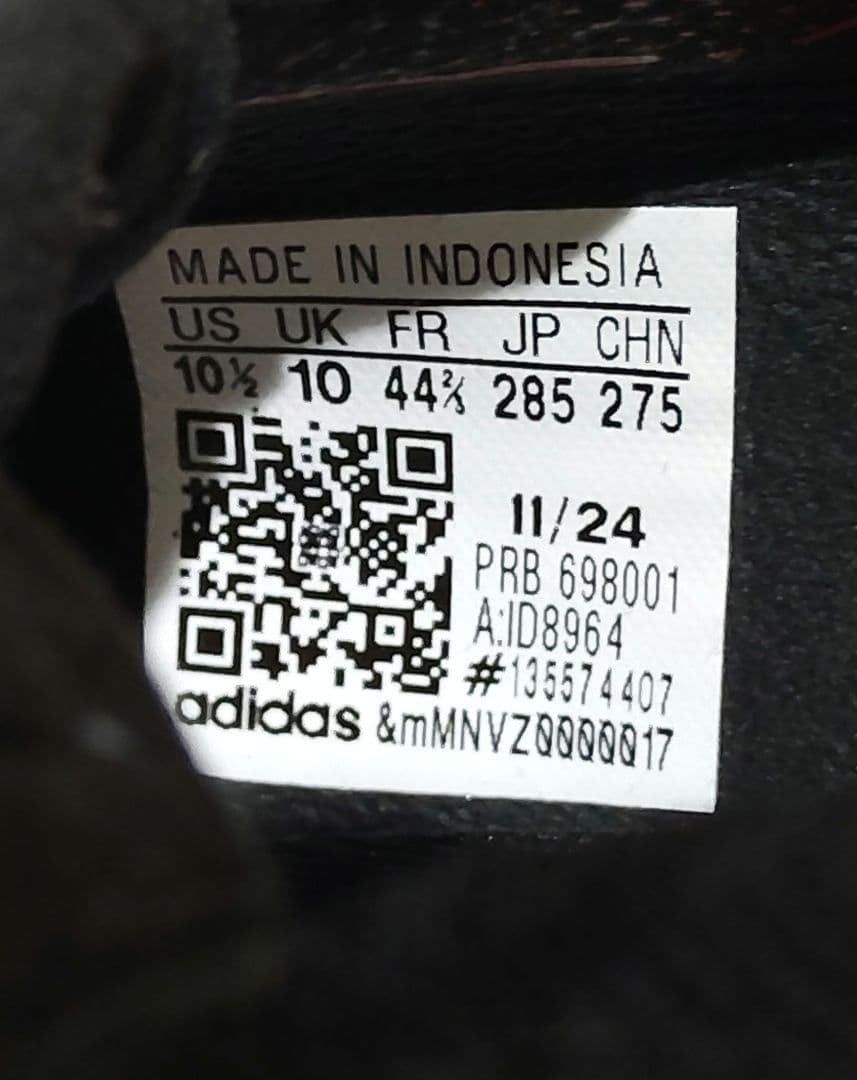 MADE IN INDONESIA
US UK FR JP CHN
10½ 10 44⅔ 285 275
11/24
PRB 698001
A:ID8964
#135574407
adidas &mMNVZ0000017